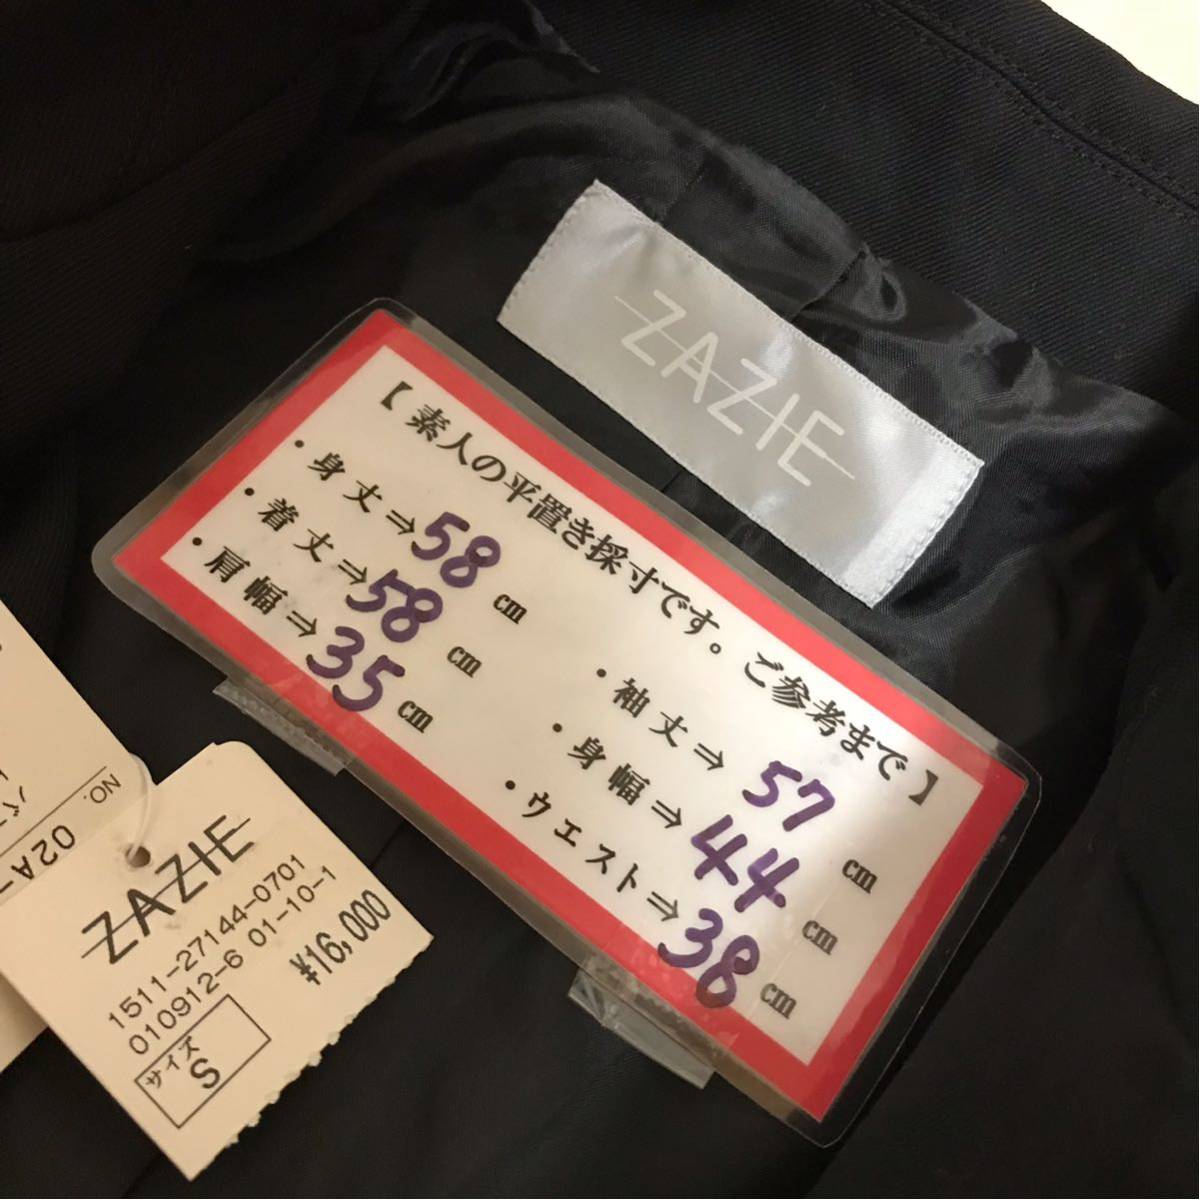 ZAZIE
【素人の平置き採寸です。ご参考まで】
・身丈⇒58cm
・着丈⇒58cm
・肩幅⇒35cm
・袖丈⇒57cm
・身幅⇒44cm
・ウエスト⇒38cm
ZAZIE
1511-27144-0701
010912-6 01-10-1
¥16,000
サイズ
S
NO.